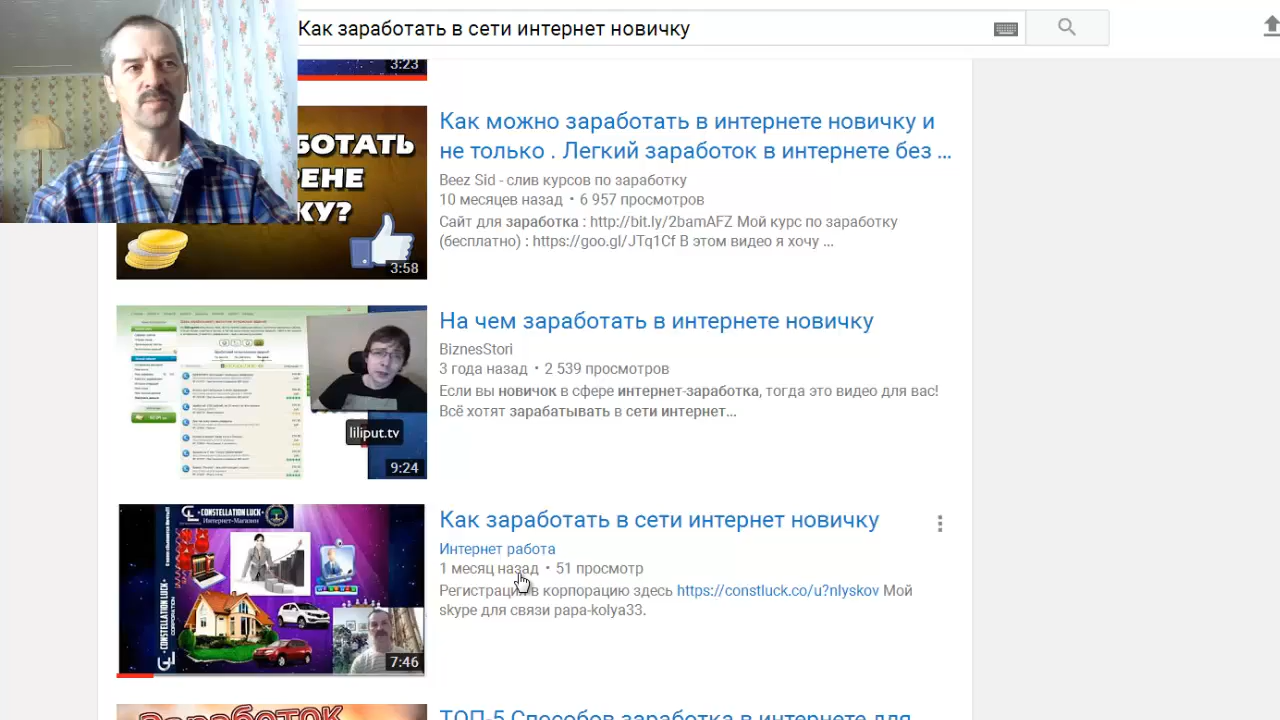 Как заработать в сети интернет новичку
3:23
БОТАТЬ
ЕНЕ
КУ?
3:58
Как можно заработать в интернете новичку и
не только . Легкий заработок в интернете без ...
Beez Sid - слив курсов по заработку
10 месяцев назад • 6 957 просмотров
Сайт для заработка : http://bit.ly/2bamAFZ Мой курс по заработку
(бесплатно) : https://goo.gl/JTq1Cf В этом видео я хочу ...
liliput.tv
9:24
На чем заработать в интернете новичку
BiznesStori
3 года назад • 2 539 просмотров
Если вы новичок в сфере интернет-заработка, тогда это видео для вас!
Всё хотят зарабатывать в сети интернет...
CONSTELLATION LUCK
Интернет-Магазин
CONSTELLATION LUCK
CORPORATION
7:46
Как заработать в сети интернет новичку
Интернет работа
1 месяц назад • 51 просмотр
Регистрация в корпорацию здесь https://constluck.co/u?nlyskov Мой
skype для связи papa-kolya33.
Заработок
ТОП-5 Способов заработка в интернете для